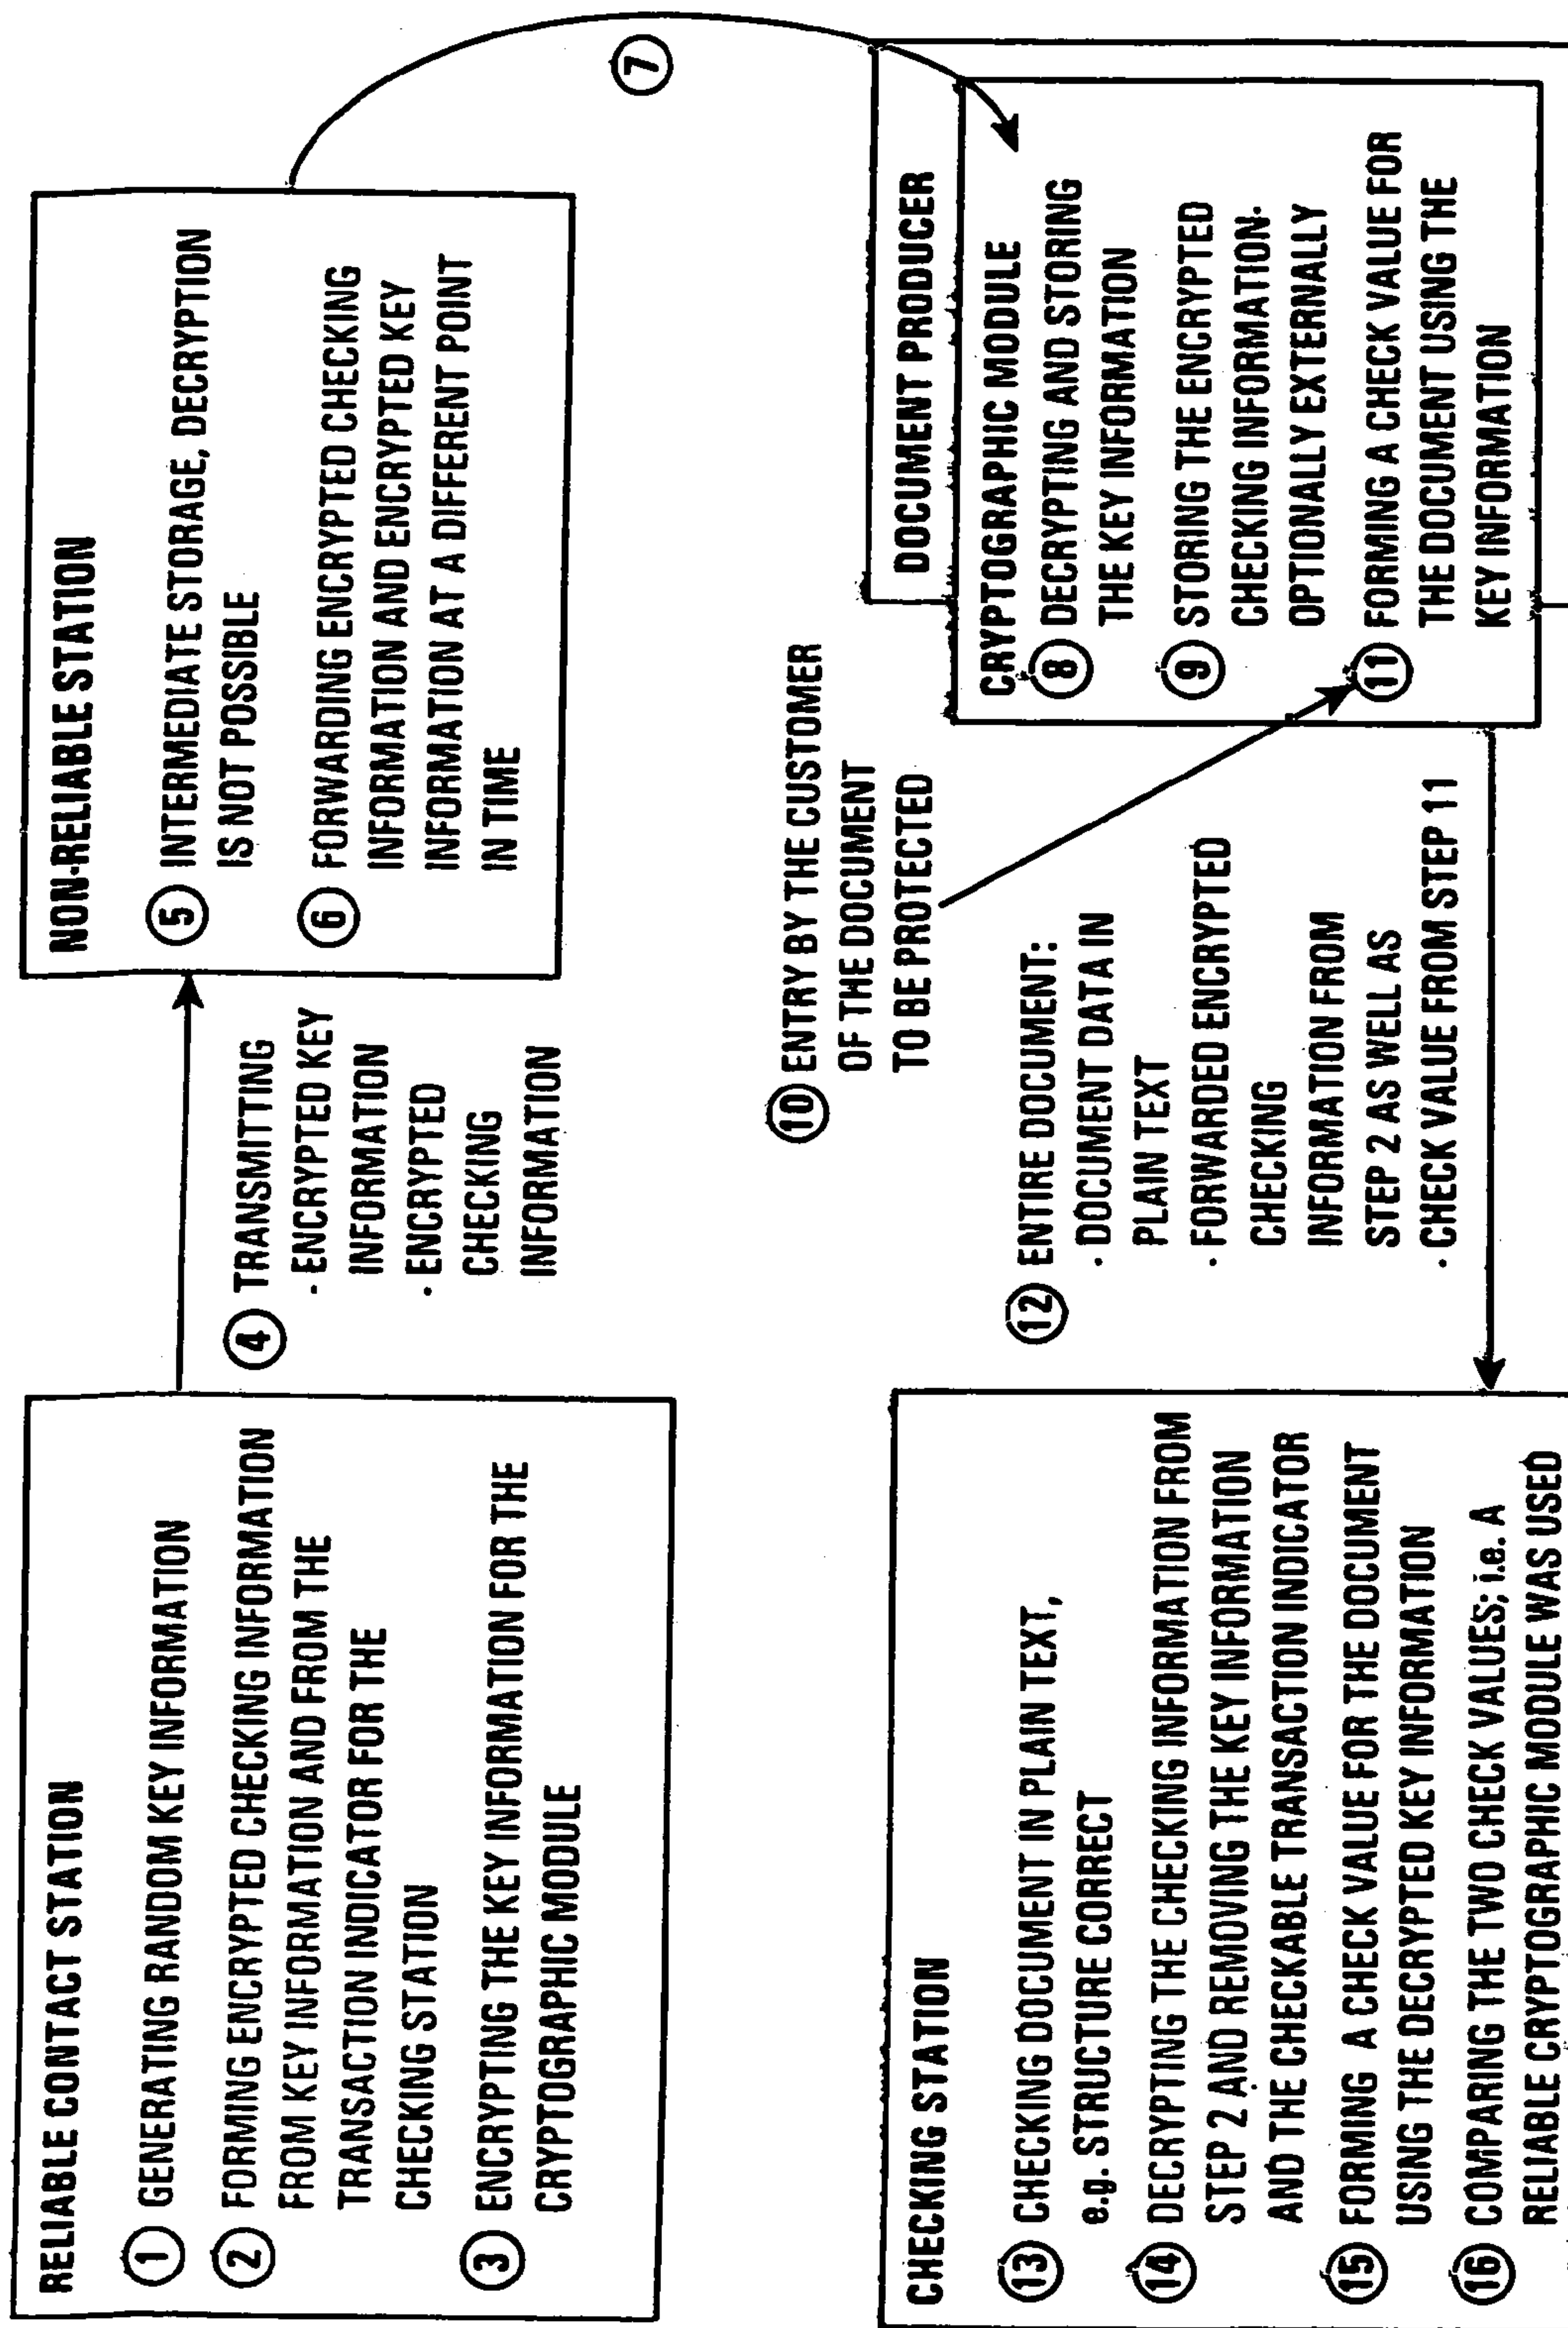 RELIABLE CONTACT STATION
1 GENERATING RANDOM KEY INFORMATION
2 FORMING ENCRYPTED CHECKING INFORMATION
FROM KEY INFORMATION AND FROM THE
TRANSACTION INDICATOR FOR THE
CHECKING STATION
3 ENCRYPTING THE KEY INFORMATION FOR THE
CRYPTOGRAPHIC MODULE
4 TRANSMITTING
- ENCRYPTED KEY
INFORMATION
· ENCRYPTED
CHECKING
INFORMATION
NON-RELIABLE STATION
5 INTERMEDIATE STORAGE, DECRYPTION
IS NOT POSSIBLE
6 FORWARDING ENCRYPTED CHECKING
INFORMATION AND ENCRYPTED KEY
INFORMATION AT A DIFFERENT POINT
IN TIME
7
DOCUMENT PRODUCER
CRYPTOGRAPHIC MODULE
8 DECRYPTING AND STORING
THE KEY INFORMATION
9 STORING THE ENCRYPTED
CHECKING INFORMATION-
OPTIONALLY EXTERNALLY
11 FORMING A CHECK VALUE FOR
THE DOCUMENT USING THE
KEY INFORMATION
10 ENTRY BY THE CUSTOMER
OF THE DOCUMENT
TO BE PROTECTED
12 ENTIRE DOCUMENT:
· DOCUMENT DATA IN
PLAIN TEXT
· FORWARDED ENCRYPTED
CHECKING
INFORMATION FROM
STEP 2 AS WELL AS
· CHECK VALUE FROM STEP 11
CHECKING STATION
13 CHECKING DOCUMENT IN PLAIN TEXT,
e.g. STRUCTURE CORRECT
14 DECRYPTING THE CHECKING INFORMATION FROM
STEP 2 AND REMOVING THE KEY INFORMATION
AND THE CHECKABLE TRANSACTION INDICATOR
15 FORMING A CHECK VALUE FOR THE DOCUMENT
USING THE DECRYPTED KEY INFORMATION
16 COMPARING THE TWO CHECK VALUES; i.e. A
RELIABLE CRYPTOGRAPHIC MODULE WAS USED